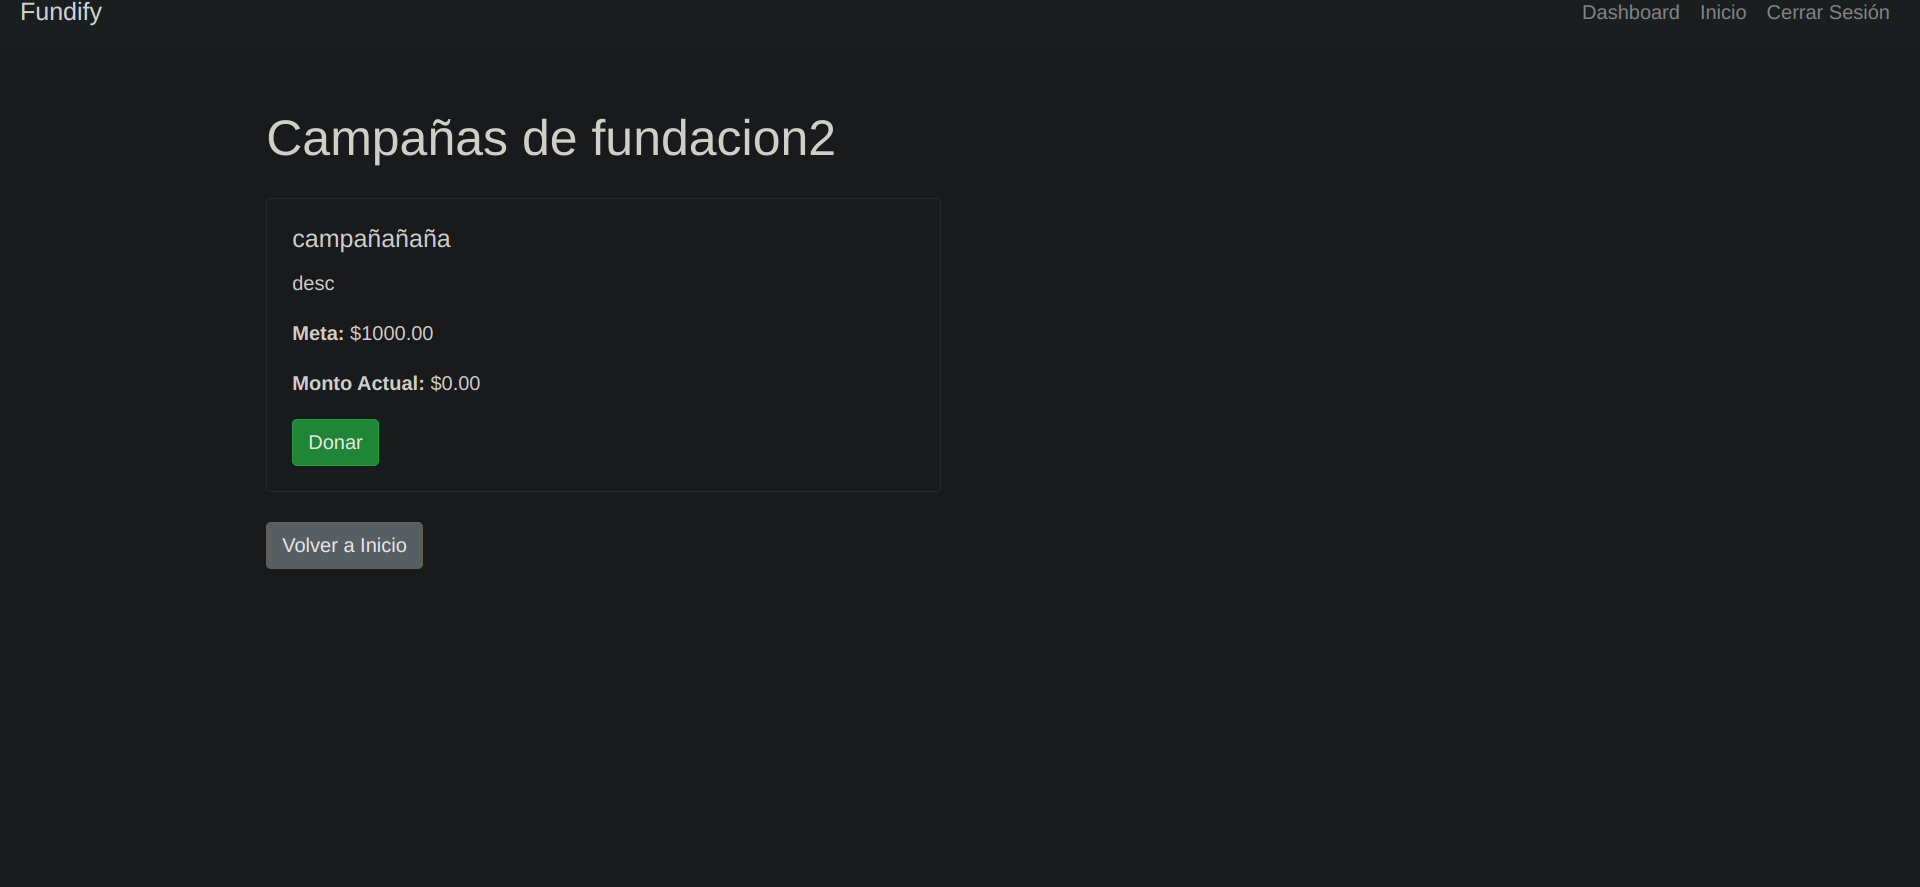 Fundify
Dashboard Inicio Cerrar Sesión
Campañas de fundacion2
campañañaña
desc
Meta: $1000.00
Monto Actual: $0.00
Donar
Volver a Inicio